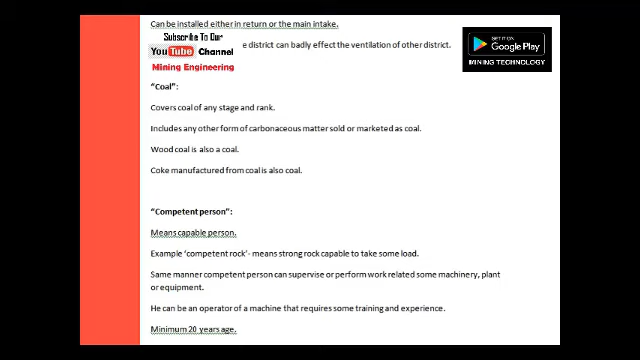 Can be installed either in return or the main intake.
Subscribe To Our
e district can badly effect the ventilation of other district.
YouTube Channel
Mining Engineering
GET IT ON
Google Play
MINING TECHNOLOGY
“Coal”:
Covers coal of any stage and rank.
Includes any other form of carbonaceous matter sold or marketed as coal.
Wood coal is also a coal.
Coke manufactured from coal is also coal.
“Competent person”:
Means capable person.
Example ‘competent rock’- means strong rock capable to take some load.
Same manner competent person can supervise or perform work related some machinery, plant
or equipment.
He can be an operator of a machine that requires some training and experience.
Minimum 20 years age.